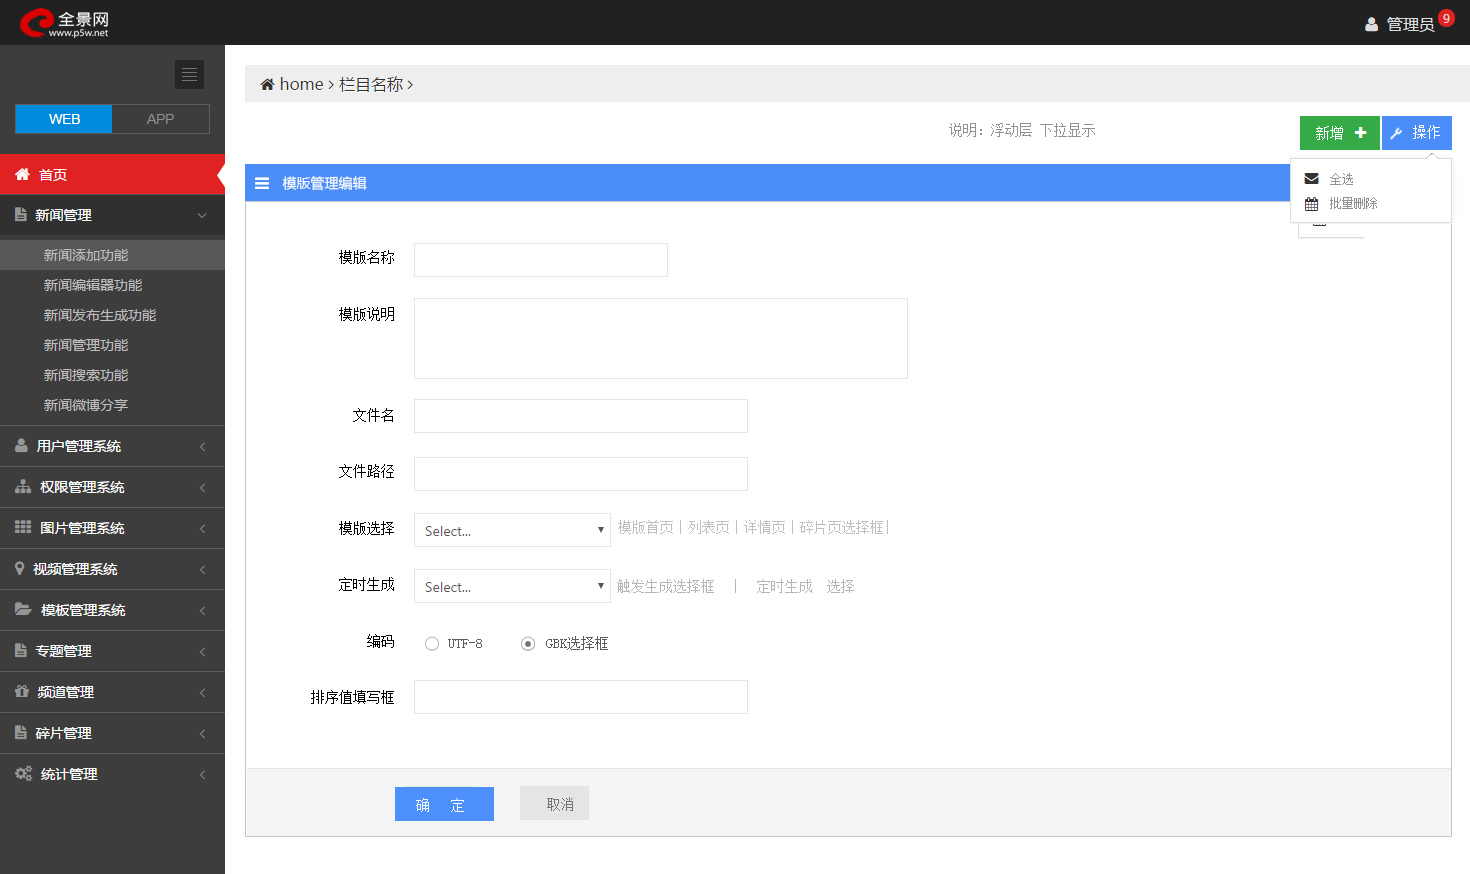 全景网
www.p5w.net
管理员 9
home > 栏目名称 >
WEB APP
说明：浮动层 下拉显示
新增 操作
全选
批量删除
首页
新闻管理
新闻添加功能
新闻编辑器功能
新闻发布生成功能
新闻管理功能
新闻搜索功能
新闻微博分享
用户管理系统
权限管理系统
图片管理系统
视频管理系统
模板管理系统
专题管理
频道管理
碎片管理
统计管理
模版管理编辑
模版名称
模版说明
文件名
文件路径
模版选择 Select... 模版首页 | 列表页 | 详情页 | 碎片页选择框|
定时生成 Select... 触发生成选择框 | 定时生成 选择
编码 UTF-8 GBK选择框
排序值填写框
确 定 取消